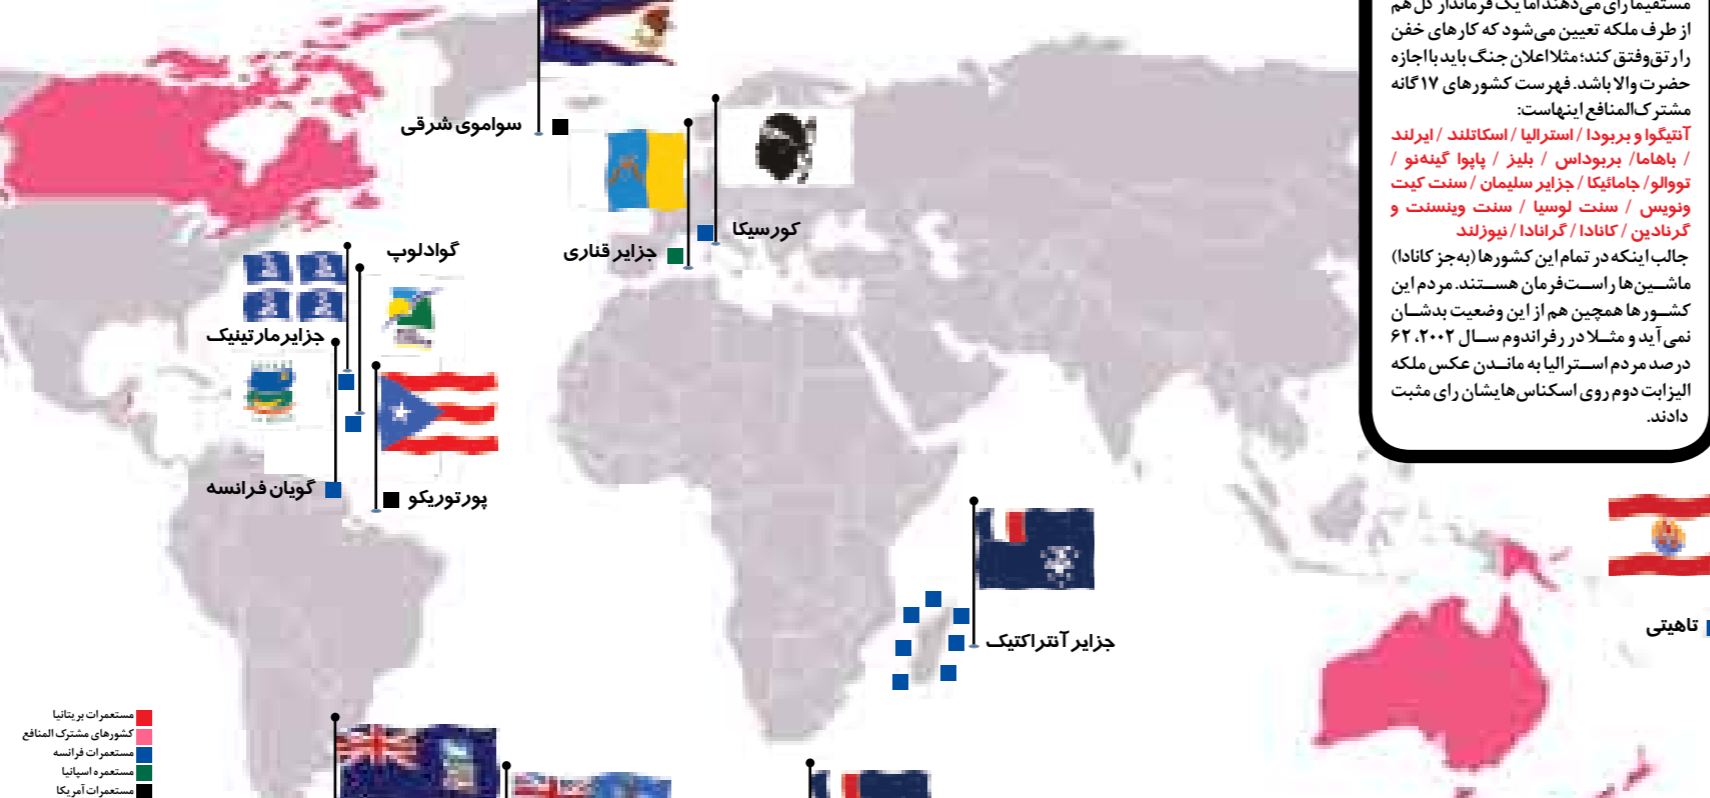 مستقیما رای می‌دهند اما یک فرماندار کل هم
از طرف ملکه تعیین می‌شود که کارهای خفن
را رتق‌وفتق کند؛ مثلا اعلان جنگ باید با اجازه
حضرت والا باشد. فهرست کشورهای ۱۷ گانه
مشترک‌المنافع اینهاست:
آنتیگوا و بربودا / استرالیا / اسکاتلند / ایرلند
/ باهاما/ بربوداس / بلیز / پاپوا گینه‌نو /
تووالو/ جامائیکا / جزایر سلیمان / سنت کیت
ونویس / سنت لوسیا / سنت وینسنت و
گرنادین / کانادا / گرانادا / نیوزلند
جالب اینکه در تمام این کشورها (به‌جز کانادا)
ماشین‌ها راست‌فرمان هستند. مردم این
کشورها همچین هم از این وضعیت بدشان
نمی‌آید و مثلا در رفراندوم سال ۲۰۰۲، ۶۲
درصد مردم استرالیا به ماندن عکس ملکه
الیزابت دوم روی اسکناس‌هایشان رای مثبت
دادند.
سواموی شرقی
کورسیکا
جزایر قناری
گوادلوپ
جزایر مارتینیک
گویان فرانسه
پورتوریکو
جزایر آنتراکتیک
تاهیتی
مستعمرات بریتانیا
کشورهای مشترک المنافع
مستعمرات فرانسه
مستعمره اسپانیا
مستعمرات آمریکا